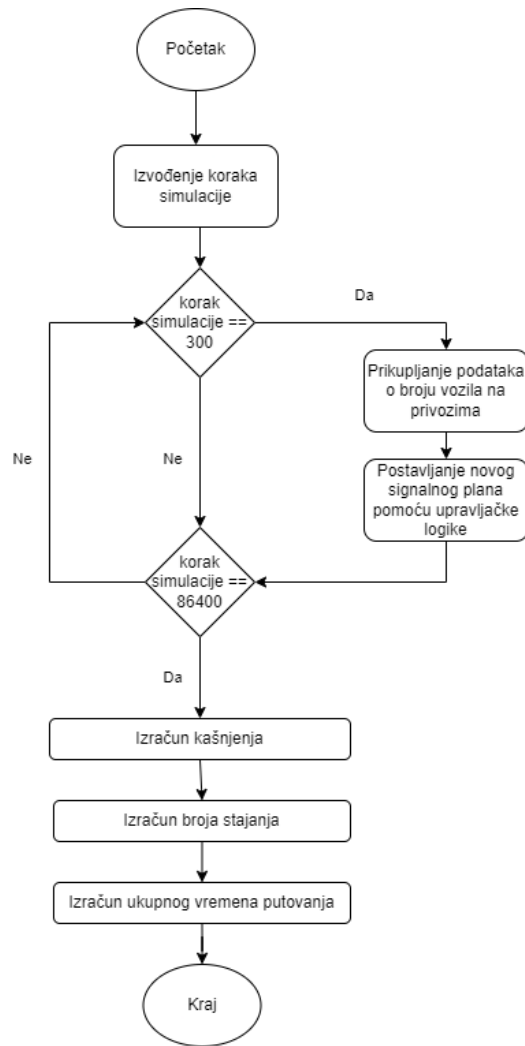 Početak
Izvođenje koraka
simulacije
korak
simulacije ==
300
Da
Prikupljanje podataka
o broju vozila na
privozima
Ne
Ne
Postavljanje novog
signalnog plana
pomoću upravljačke
logike
korak
simulacije ==
86400
Da
Izračun kašnjenja
Izračun broja stajanja
Izračun ukupnog vremena putovanja
Kraj